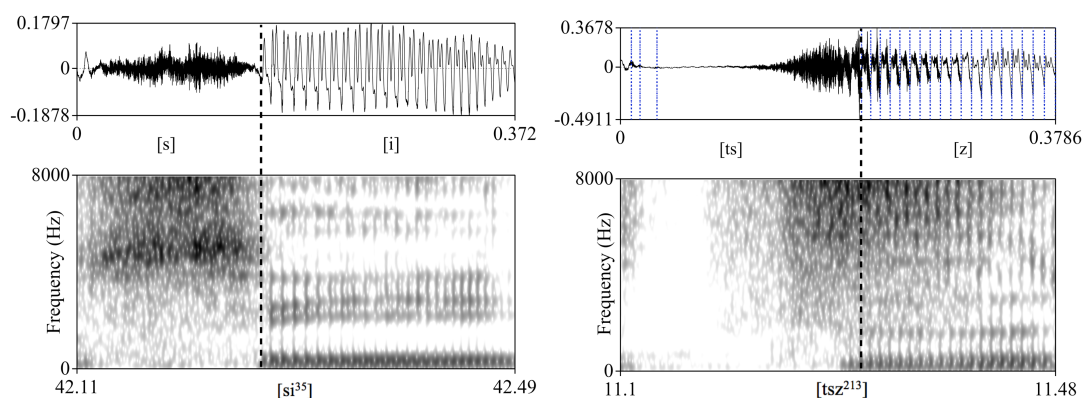 0.1797
0
-0.1878
0 0.372
[s] [i]
8000
Frequency (Hz)
0
42.11 42.49
[si³⁵]
0.3678
0
-0.4911
0 0.3786
[ts] [z]
8000
Frequency (Hz)
0
11.1 11.48
[tsz²¹³]